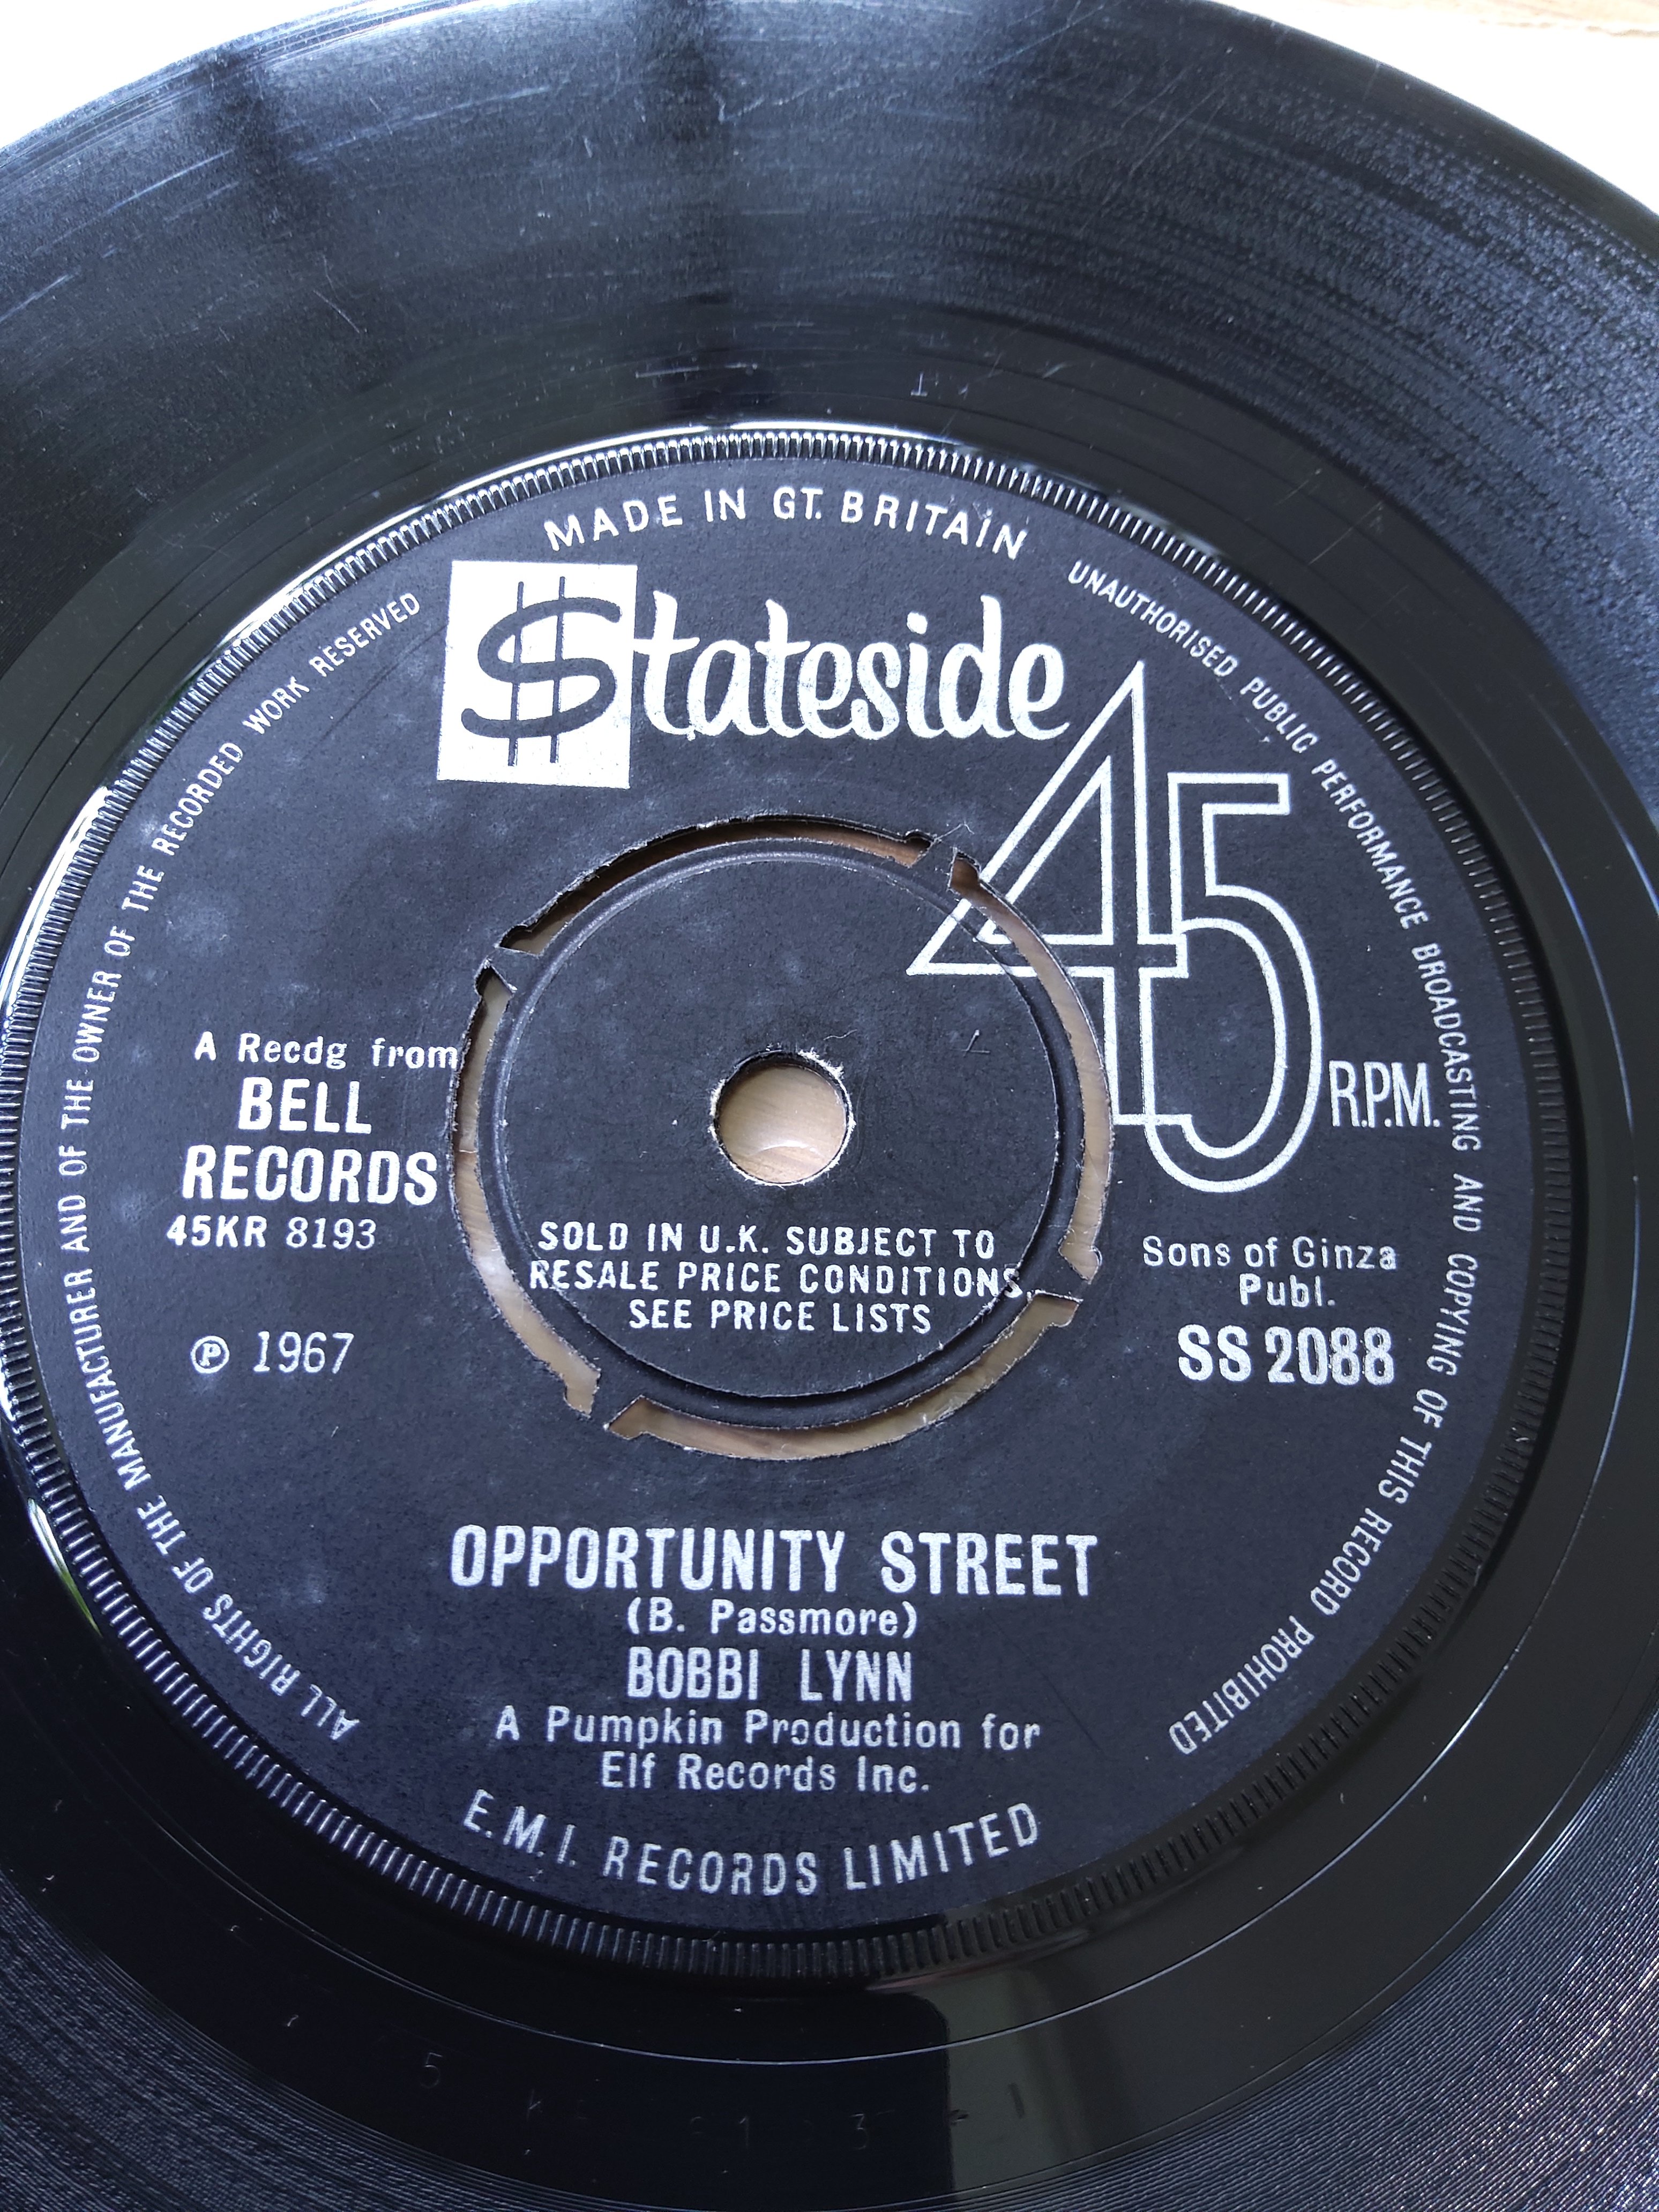 MADE IN GT. BRITAIN
$tateside
45 R.P.M.
A Recdg from
BELL
RECORDS
45KR 8193
℗ 1967
SOLD IN U.K. SUBJECT TO
RESALE PRICE CONDITIONS,
SEE PRICE LISTS
Sons of Ginza
Publ.
SS 2088
OPPORTUNITY STREET
(B. Passmore)
BOBBI LYNN
A Pumpkin Production for
Elf Records Inc.
E.M.I. RECORDS LIMITED
ALL RIGHTS OF THE MANUFACTURER AND OF THE OWNER OF THE RECORDED WORK RESERVED
UNAUTHORISED PUBLIC PERFORMANCE BROADCASTING AND COPYING OF THIS RECORD PROHIBITED